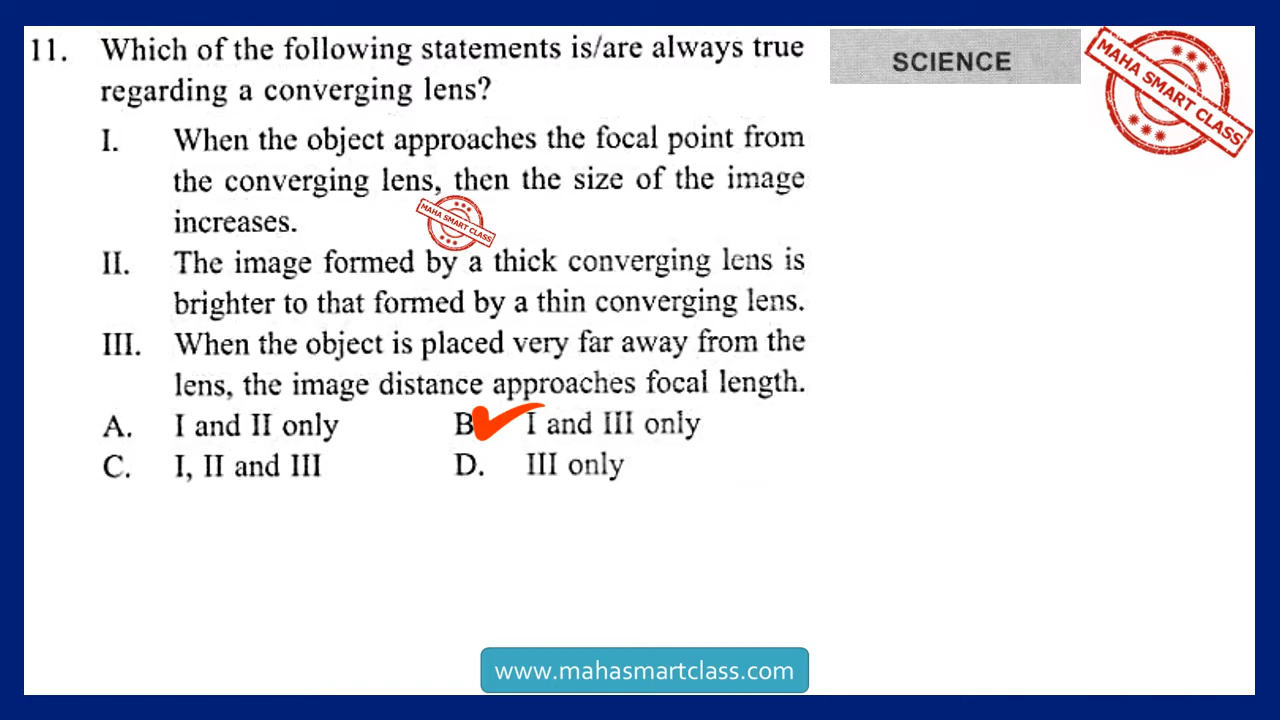 11. Which of the following statements is/are always true
regarding a converging lens?
I. When the object approaches the focal point from
the converging lens, then the size of the image
increases.
II. The image formed by a thick converging lens is
brighter to that formed by a thin converging lens.
III. When the object is placed very far away from the
lens, the image distance approaches focal length.
A. I and II only B I and III only
C. I, II and III D. III only
SCIENCE
MAHA SMART CLASS
MAHA SMART CLASS
www.mahasmartclass.com